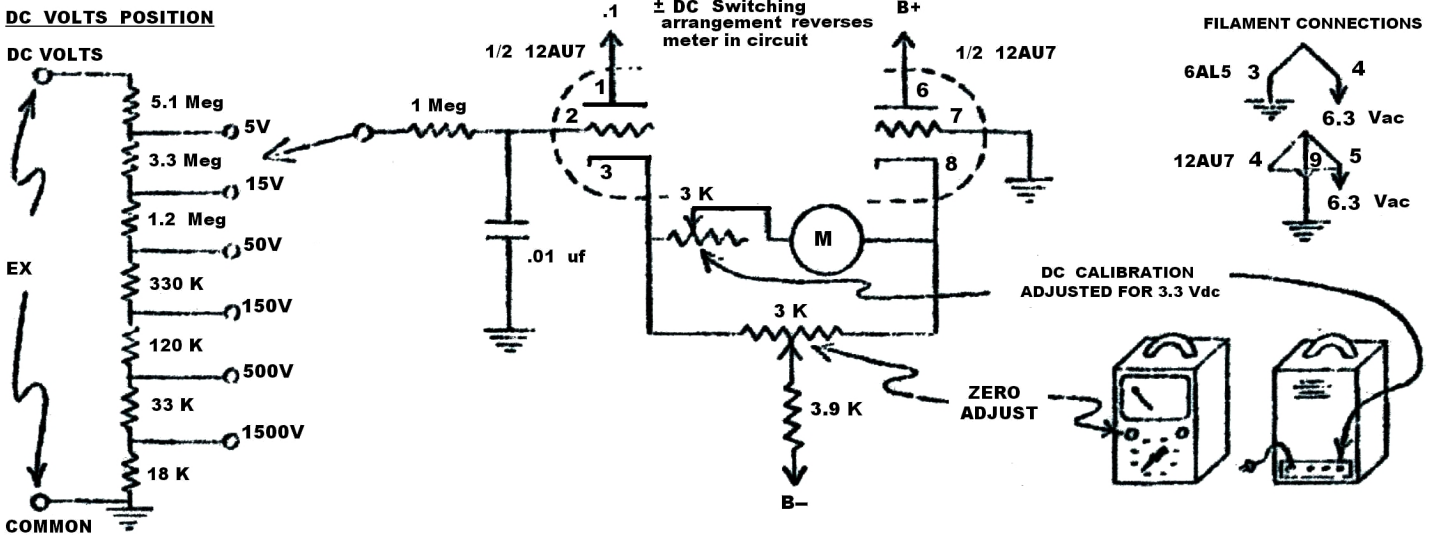 DC VOLTS POSITION
DC VOLTS
5.1 Meg
5V
3.3 Meg
15V
1.2 Meg
50V
EX
330 K
150V
120 K
500V
33 K
1500V
18 K
COMMON
1 Meg
.01 uf
.1
1/2 12AU7
1
2
3
± DC Switching
arrangement reverses
meter in circuit
B+
1/2 12AU7
6
7
8
3 K
M
3 K
3.9 K
B–
DC CALIBRATION
ADJUSTED FOR 3.3 Vdc
ZERO
ADJUST
FILAMENT CONNECTIONS
6AL5 3 4
6.3 Vac
12AU7 4 9 5
6.3 Vac